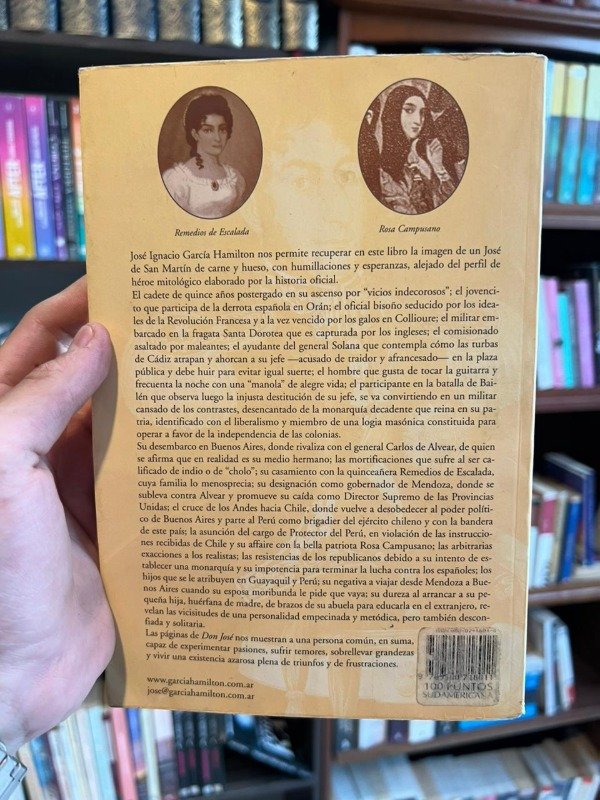 Remedios de Escalada
Rosa Campusano
José Ignacio García Hamilton nos permite recuperar en este libro la imagen de un José
de San Martín de carne y hueso, con humillaciones y esperanzas, alejado del perfil de
héroe mitológico elaborado por la historia oficial.
El cadete de quince años postergado en su ascenso por “vicios indecorosos”; el jovenci-
to que participa de la derrota española en Orán; el oficial bisoño seducido por los idea-
les de la Revolución Francesa y a la vez vencido por los galos en Collioure; el militar em-
barcado en la fragata Santa Dorotea que es capturada por los ingleses; el comisionado
asaltado por maleantes; el ayudante del general Solana que contempla cómo las turbas
de Cádiz atrapan y ahorcan a su jefe —acusado de traidor y afrancesado— en la plaza
pública y debe huir para evitar igual suerte; el hombre que gusta de tocar la guitarra y
frecuenta la noche con una “manola” de alegre vida; el participante en la batalla de Bai-
lén que observa luego la injusta destitución de su jefe, se va convirtiendo en un militar
cansado de los contrastes, desencantado de la monarquía decadente que reina en su pa-
tria, identificado con el liberalismo y miembro de una logia masónica constituida para
operar a favor de la independencia de las colonias.
Su desembarco en Buenos Aires, donde rivaliza con el general Carlos de Alvear, de quien
se afirma que en realidad es su medio hermano; las mortificaciones que sufre al ser ca-
lificado de indio o de “cholo”; su casamiento con la quinceañera Remedios de Escalada,
cuya familia lo menosprecia; su designación como gobernador de Mendoza, donde se
subleva contra Alvear y promueve su caída como Director Supremo de las Provincias
Unidas; el cruce de los Andes hacia Chile, donde vuelve a desobedecer al poder políti-
co de Buenos Aires y parte al Perú como brigadier del ejército chileno y con la bandera
de este país; la asunción del cargo de Protector del Perú, en violación de las instruccio-
nes recibidas de Chile y su affaire con la bella patriota Rosa Campusano; las arbitrarias
exacciones a los realistas; las resistencias de los republicanos debido a su intento de es-
tablecer una monarquía y su impotencia para terminar la lucha contra los españoles; los
hijos que se le atribuyen en Guayaquil y Perú; su negativa a viajar desde Mendoza a Bue-
nos Aires cuando su esposa moribunda le pide que vaya; su dureza al arrancar a su pe-
queña hija, huérfana de madre, de brazos de su abuela para educarla en el extranjero, re-
velan las vicisitudes de una personalidad empecinada y metódica, pero también descon-
fiada y solitaria.
Las páginas de Don José nos muestran a una persona común, en suma,
capaz de experimentar pasiones, sufrir temores, sobrellevar grandezas
y vivir una existencia azarosa plena de triunfos y de frustraciones.
www.garciahamilton.com.ar
jose@garciahamilton.com.ar
100 PUNTOS
SUDAMERICANA